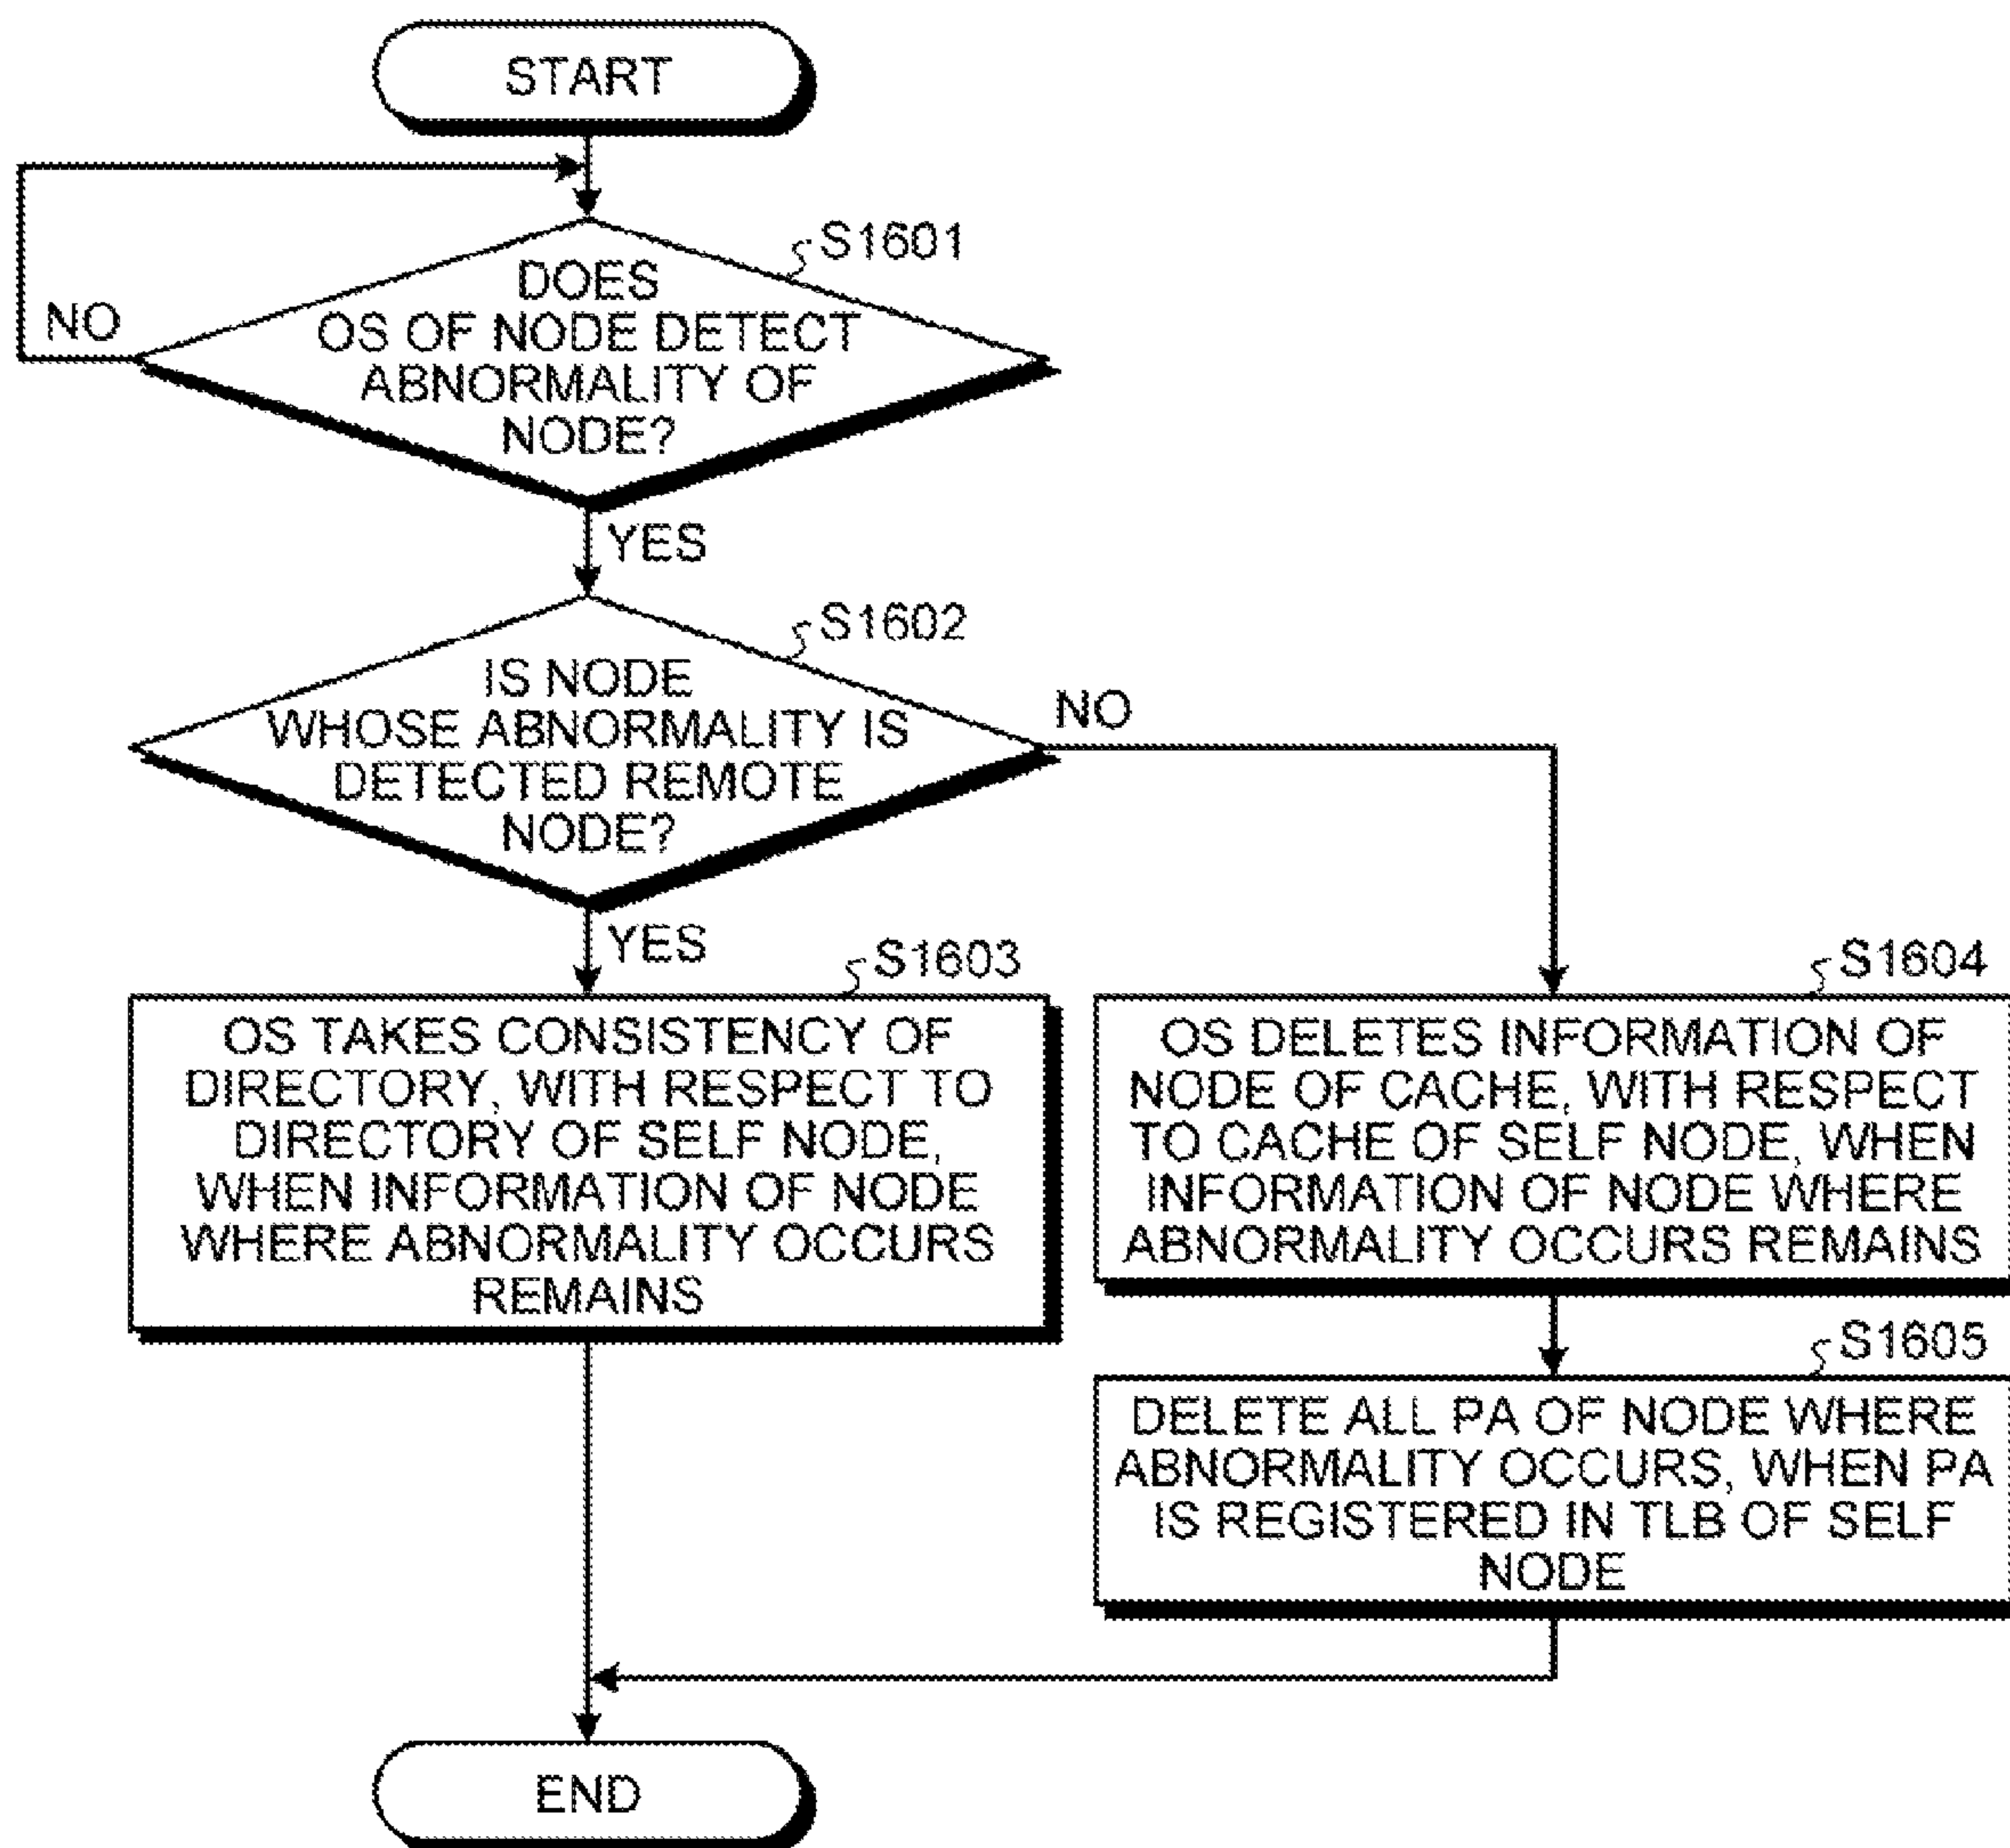 START
S1601
DOES
OS OF NODE DETECT
ABNORMALITY OF
NODE?
NO
YES
S1602
IS NODE
WHOSE ABNORMALITY IS
DETECTED REMOTE
NODE?
NO
YES
S1603
OS TAKES CONSISTENCY OF
DIRECTORY, WITH RESPECT TO
DIRECTORY OF SELF NODE,
WHEN INFORMATION OF NODE
WHERE ABNORMALITY OCCURS
REMAINS
S1604
OS DELETES INFORMATION OF
NODE OF CACHE, WITH RESPECT
TO CACHE OF SELF NODE, WHEN
INFORMATION OF NODE WHERE
ABNORMALITY OCCURS REMAINS
S1605
DELETE ALL PA OF NODE WHERE
ABNORMALITY OCCURS, WHEN PA
IS REGISTERED IN TLB OF SELF
NODE
END